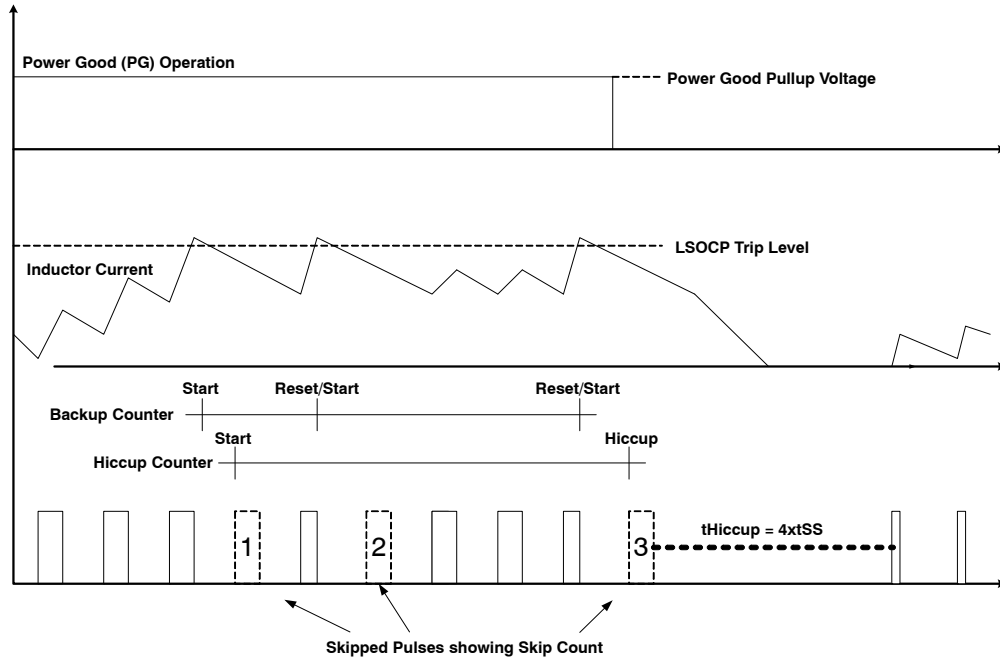 Power Good (PG) Operation
Power Good Pullup Voltage
LSOCP Trip Level
Inductor Current
Start
Reset/Start
Reset/Start
Backup Counter
Start
Hiccup
Hiccup Counter
tHiccup = 4xtSS
1
2
3
Skipped Pulses showing Skip Count